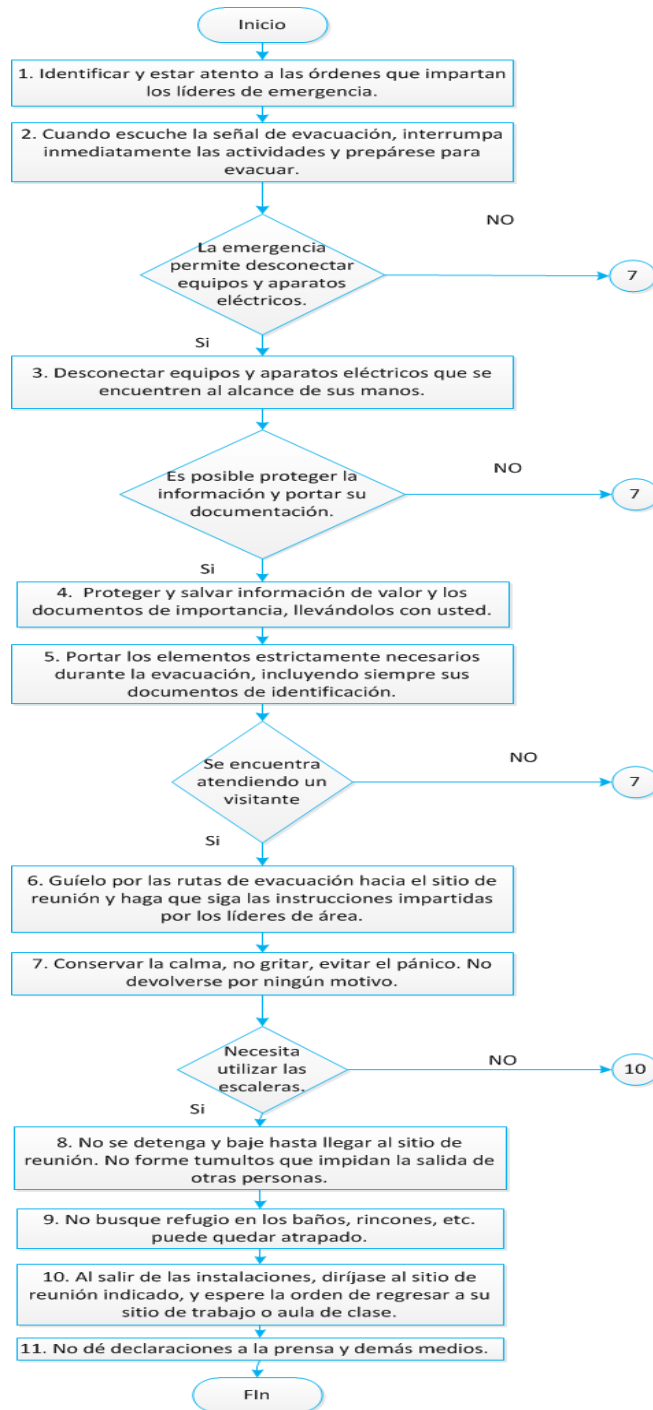 Inicio
1. Identificar y estar atento a las órdenes que impartan
los líderes de emergencia.
2. Cuando escuche la señal de evacuación, interrumpa
inmediatamente las actividades y prepárese para
evacuar.
NO
La emergencia
permite desconectar
equipos y aparatos
eléctricos.
7
Si
3. Desconectar equipos y aparatos eléctricos que se
encuentren al alcance de sus manos.
NO
Es posible proteger la
información y portar su
documentación.
7
Si
4. Proteger y salvar información de valor y los
documentos de importancia, llevándolos con usted.
5. Portar los elementos estrictamente necesarios
durante la evacuación, incluyendo siempre sus
documentos de identificación.
NO
Se encuentra
atendiendo un
visitante
7
Si
6. Guíelo por las rutas de evacuación hacia el sitio de
reunión y haga que siga las instrucciones impartidas
por los líderes de área.
7. Conservar la calma, no gritar, evitar el pánico. No
devolverse por ningún motivo.
NO
Necesita
utilizar las
escaleras.
10
Si
8. No se detenga y baje hasta llegar al sitio de
reunión. No forme tumultos que impidan la salida de
otras personas.
9. No busque refugio en los baños, rincones, etc.
puede quedar atrapado.
10. Al salir de las instalaciones, diríjase al sitio de
reunión indicado, y espere la orden de regresar a su
sitio de trabajo o aula de clase.
11. No dé declaraciones a la prensa y demás medios.
FIn